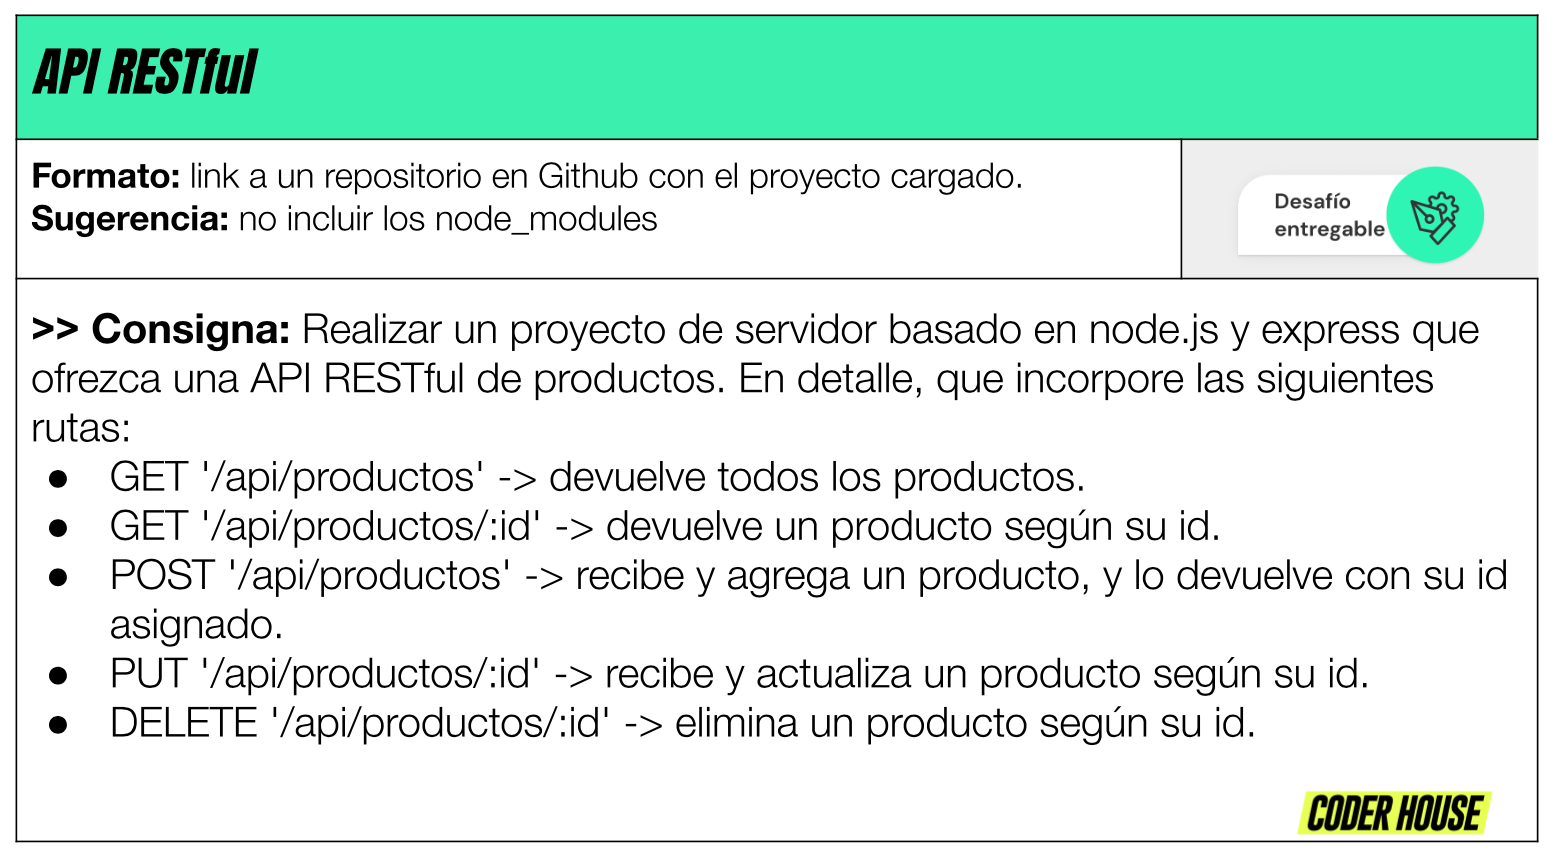 API RESTful
Formato: link a un repositorio en Github con el proyecto cargado.
Sugerencia: no incluir los node_modules
Desafío
entregable
>> Consigna: Realizar un proyecto de servidor basado en node.js y express que
ofrezca una API RESTful de productos. En detalle, que incorpore las siguientes
rutas:
● GET '/api/productos' -> devuelve todos los productos.
● GET '/api/productos/:id' -> devuelve un producto según su id.
● POST '/api/productos' -> recibe y agrega un producto, y lo devuelve con su id
asignado.
● PUT '/api/productos/:id' -> recibe y actualiza un producto según su id.
● DELETE '/api/productos/:id' -> elimina un producto según su id.
CODER HOUSE